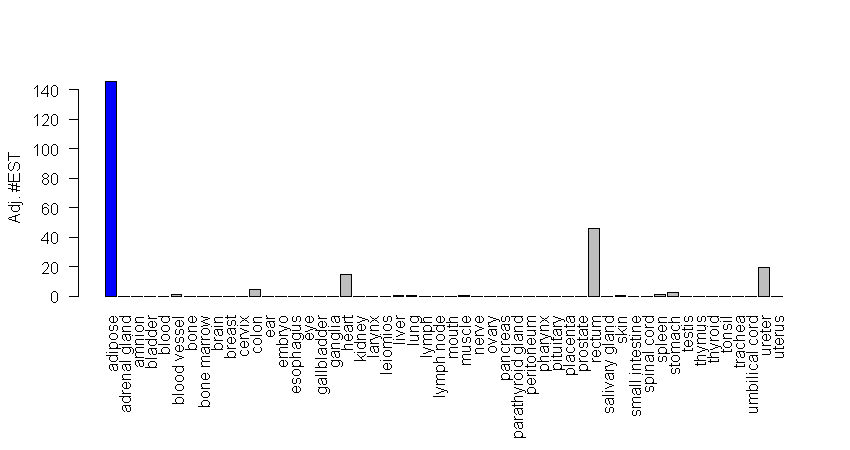 Adj. #EST
140
120
100
80
60
40
20
0
adipose
adrenal gland
amnion
bladder
blood
blood vessel
bone
bone marrow
brain
breast
cervix
colon
ear
embryo
esophagus
eye
gallbladder
ganglia
heart
kidney
larynx
leiomios
liver
lung
lymph
lymph node
mouth
muscle
nerve
ovary
pancreas
parathyroid gland
peritoneum
pharynx
pituitary
placenta
prostate
rectum
salivary gland
skin
small intestine
spinal cord
spleen
stomach
testis
thymus
thyroid
tonsil
trachea
umbilical cord
ureter
uterus